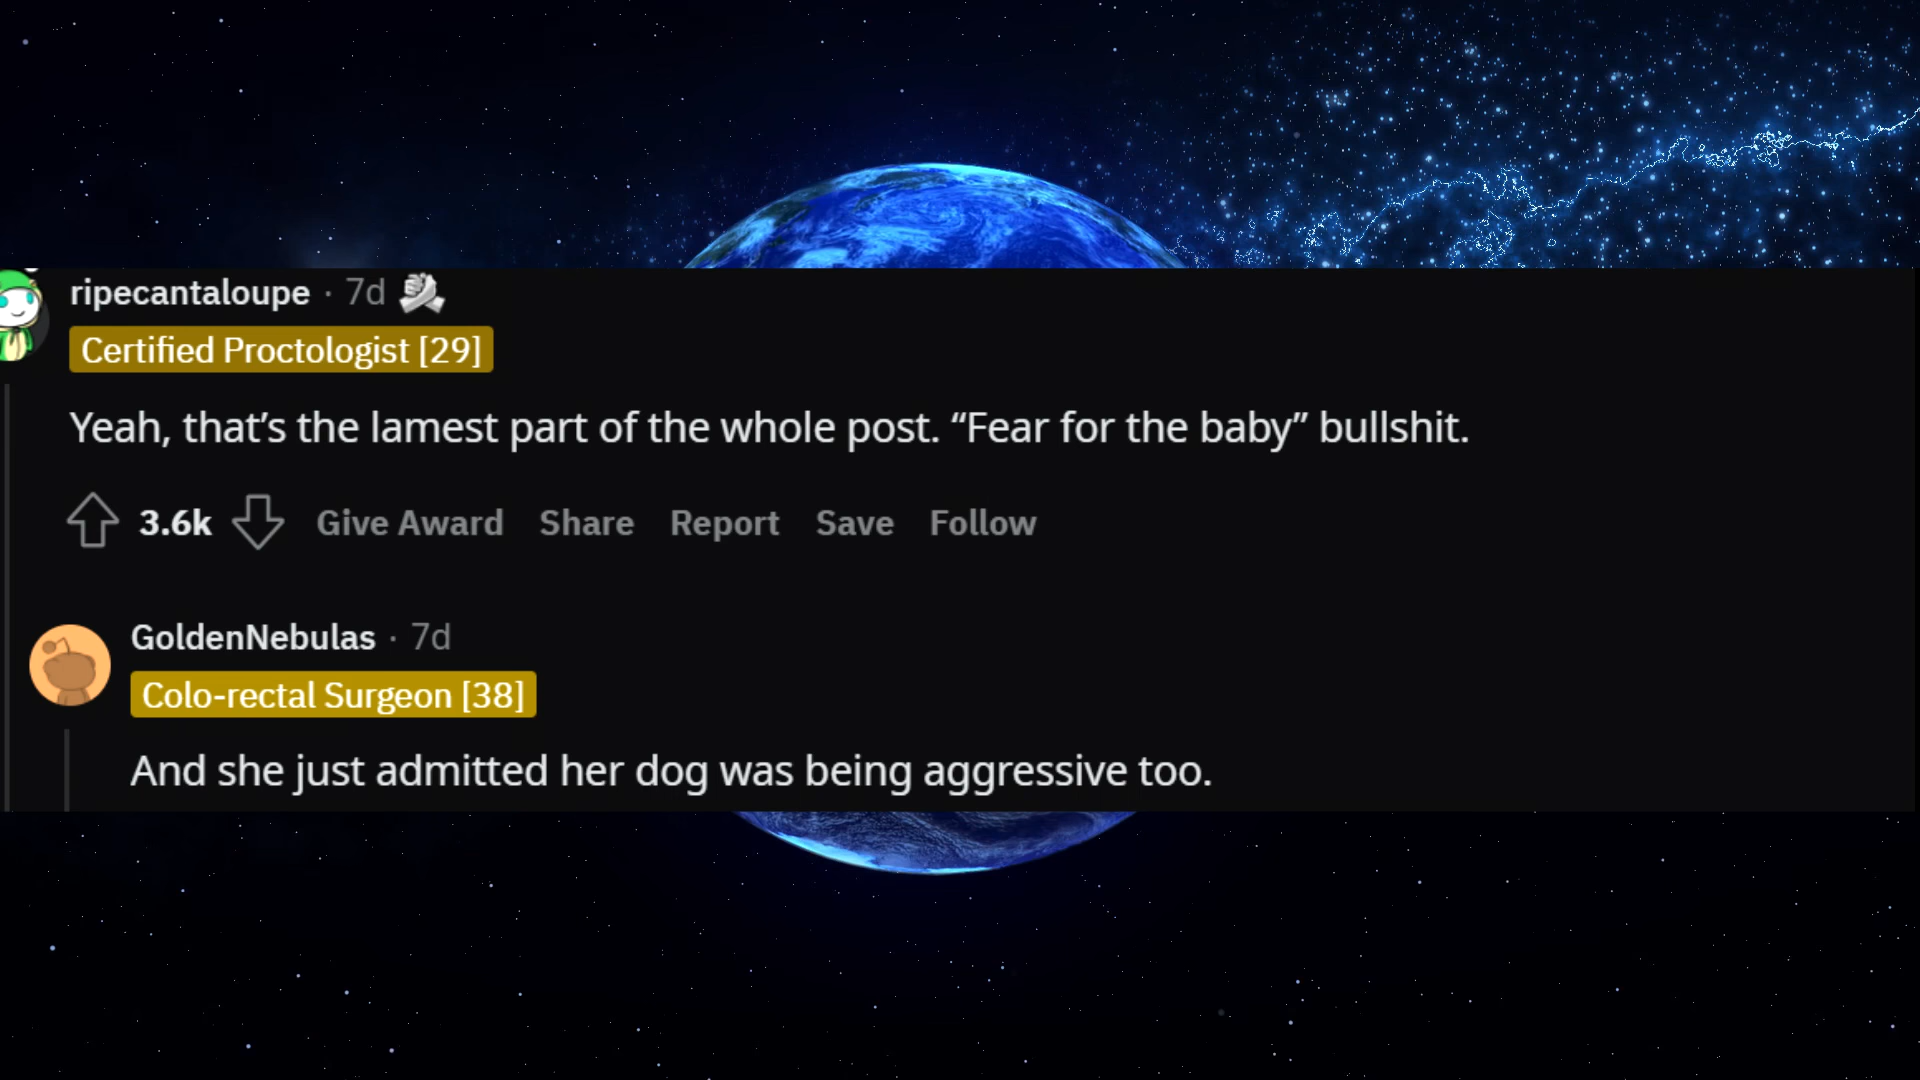 ripecantaloupe · 7d
Certified Proctologist [29]
Yeah, that’s the lamest part of the whole post. “Fear for the baby” bullshit.
3.6k Give Award Share Report Save Follow
GoldenNebulas · 7d
Colo-rectal Surgeon [38]
And she just admitted her dog was being aggressive too.